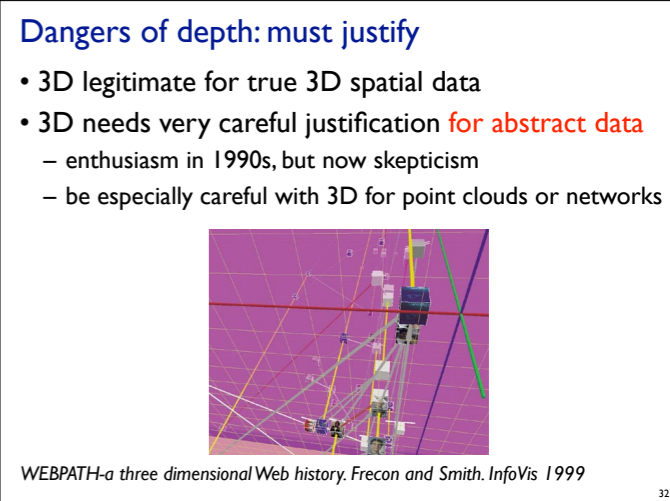 Dangers of depth: must justify
• 3D legitimate for true 3D spatial data
• 3D needs very careful justification for abstract data
– enthusiasm in 1990s, but now skepticism
– be especially careful with 3D for point clouds or networks
WEBPATH-a three dimensional Web history. Frecon and Smith. InfoVis 1999
32